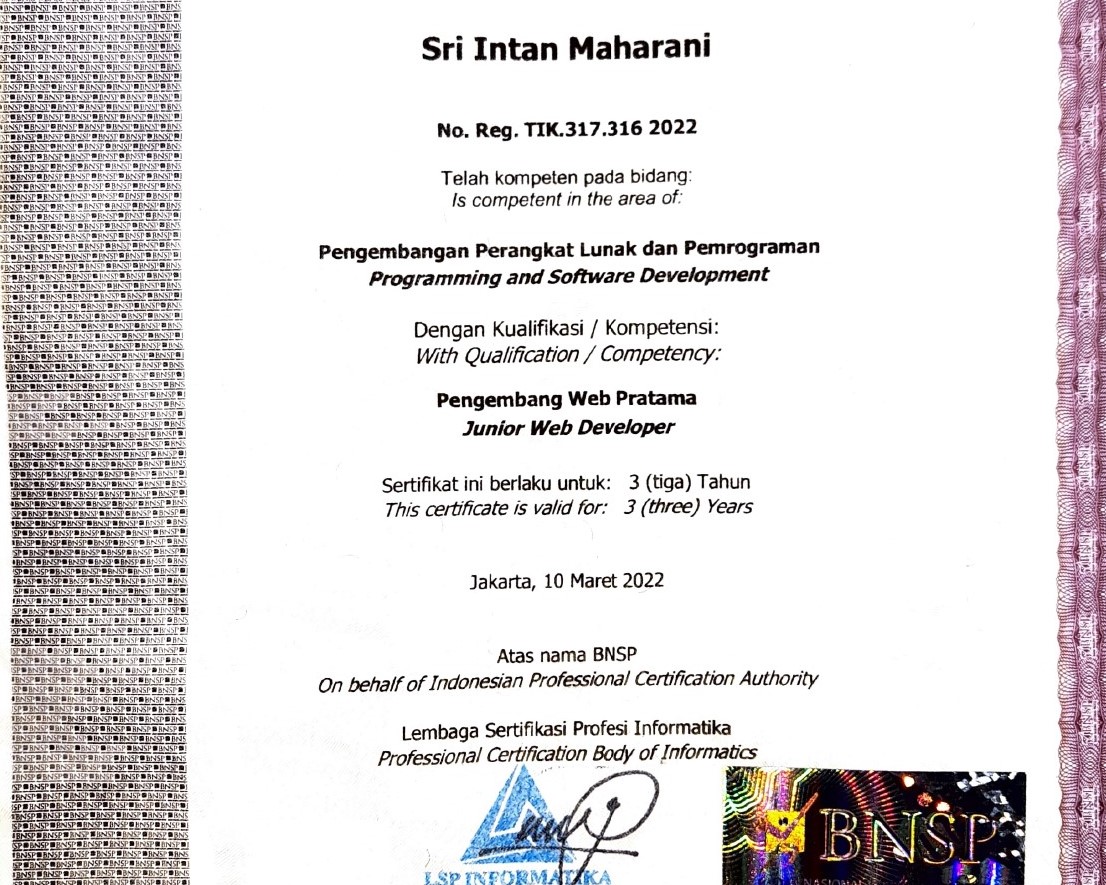 Sri Intan Maharani
No. Reg. TIK.317.316 2022
Telah kompeten pada bidang:
Is competent in the area of:
Pengembangan Perangkat Lunak dan Pemrograman
Programming and Software Development
Dengan Kualifikasi / Kompetensi:
With Qualification / Competency:
Pengembang Web Pratama
Junior Web Developer
Sertifikat ini berlaku untuk: 3 (tiga) Tahun
This certificate is valid for: 3 (three) Years
Jakarta, 10 Maret 2022
Atas nama BNSP
On behalf of Indonesian Professional Certification Authority
Lembaga Sertifikasi Profesi Informatika
Professional Certification Body of Informatics
LSP INFORMATIKA
BNSP